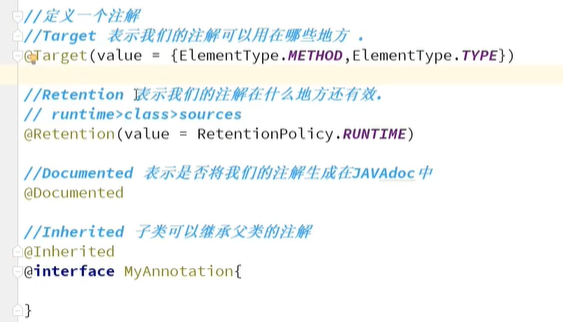 //定义一个注解
//Target 表示我们的注解可以用在哪些地方 .
@Target(value = {ElementType.METHOD,ElementType.TYPE})
//Retention 表示我们的注解在什么地方还有效.
// runtime>class>sources
@Retention(value = RetentionPolicy.RUNTIME)
//Documented 表示是否将我们的注解生成在JAVAdoc中
@Documented
//Inherited 子类可以继承父类的注解
@Inherited
@interface MyAnnotation{
}